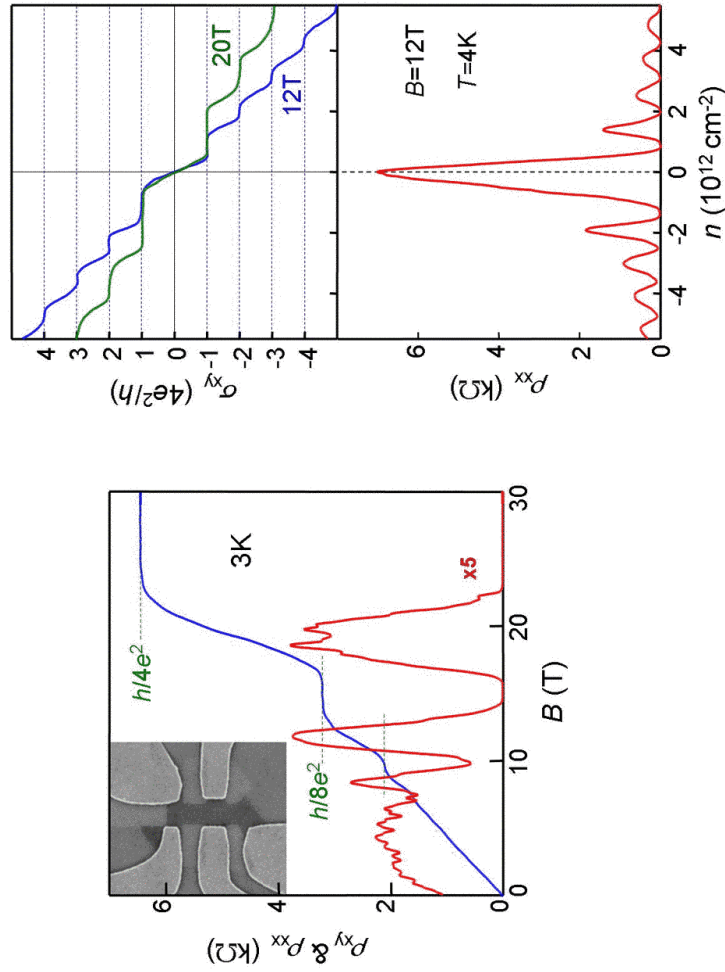 6
4
2
0
ρxy & ρxx (kΩ)
0
10
20
30
B (T)
h/4e²
h/8e²
3K
x5
4
3
2
1
0
-1
-2
-3
-4
σxy (4e²/h)
20T
12T
6
4
2
0
ρxx (kΩ)
B=12T
T=4K
-4
-2
0
2
4
n (10¹² cm-²)